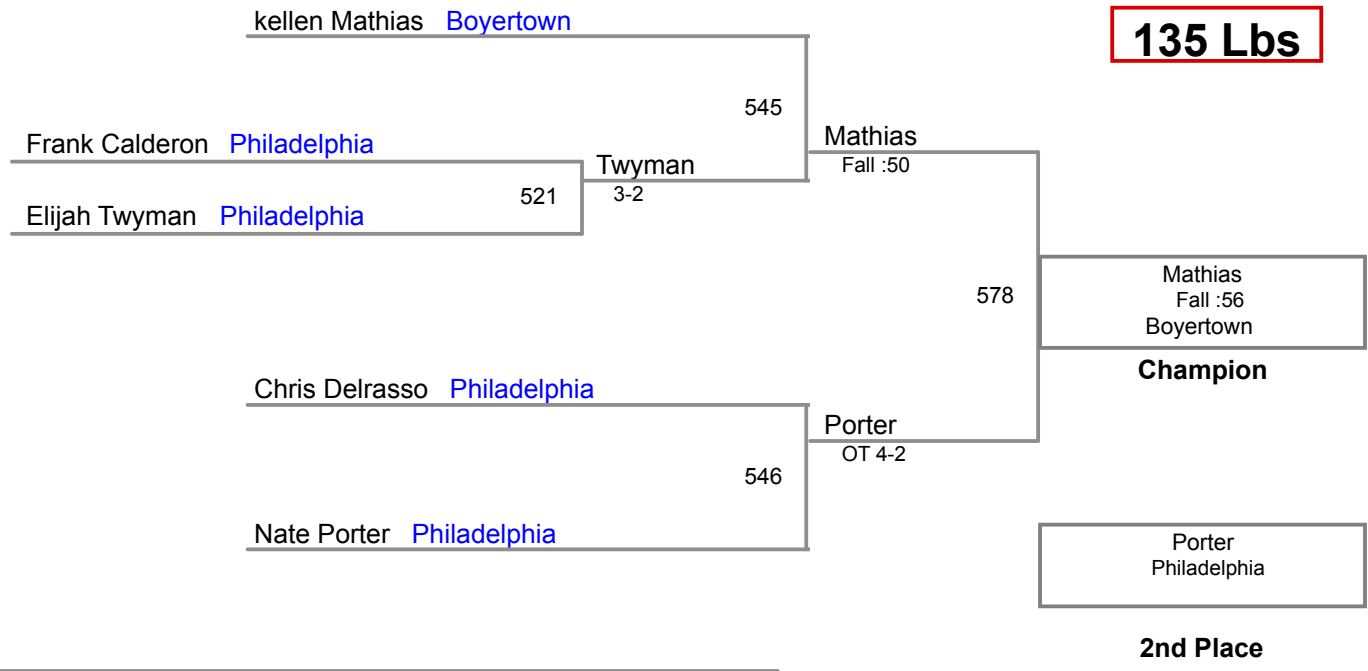 kellen Mathias Boyertown
135 Lbs
545
Frank Calderon Philadelphia
Mathias
Fall :50
Twyman
3-2
521
Elijah Twyman Philadelphia
578
Mathias
Fall :56
Boyertown
Champion
Chris Delrasso Philadelphia
Porter
OT 4-2
546
Nate Porter Philadelphia
Porter
Philadelphia
2nd Place